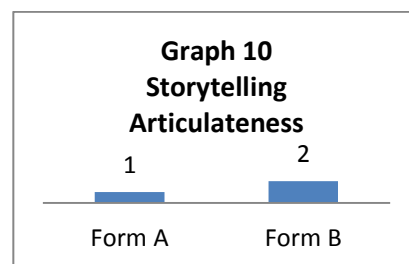 Graph 10
Storytelling
Articulateness
1 2
Form A Form B